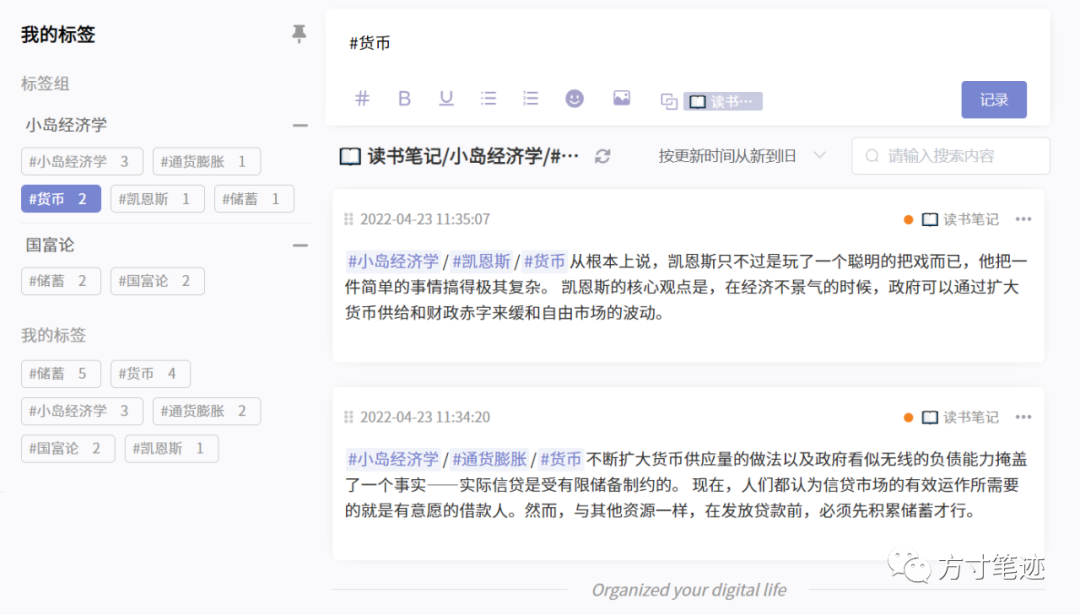 我的标签
标签组
小岛经济学
#小岛经济学 3 #通货膨胀 1
#货币 2 #凯恩斯 1 #储蓄 1
国富论
#储蓄 2 #国富论 2
我的标签
#储蓄 5 #货币 4
#小岛经济学 3 #通货膨胀 2
#国富论 2 #凯恩斯 1
#货币
# B U 读书… 记录
读书笔记/小岛经济学/#… 按更新时间从新到旧 请输入搜索内容
2022-04-23 11:35:07 读书笔记
#小岛经济学/#凯恩斯/#货币 从根本上说，凯恩斯只不过是玩了一个聪明的把戏而已，他把一
件简单的事情搞得极其复杂。 凯恩斯的核心观点是，在经济不景气的时候，政府可以通过扩大
货币供给和财政赤字来缓和自由市场的波动。
2022-04-23 11:34:20 读书笔记
#小岛经济学/#通货膨胀/#货币 不断扩大货币供应量的做法以及政府看似无线的负债能力掩盖
了一个事实——实际信贷是受有限储备制约的。 现在，人们都认为信贷市场的有效运作所需要
的就是有意愿的借款人。然而，与其他资源一样，在发放贷款前，必须先积累储蓄才行。
方寸笔迹
Organized your digital life